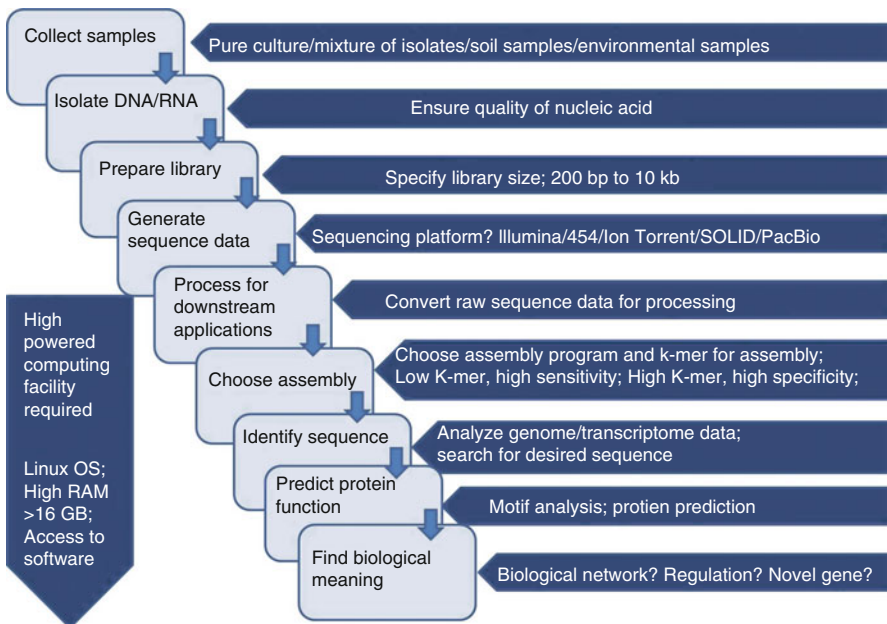 Collect samples
Pure culture/mixture of isolates/soil samples/environmental samples
Isolate DNA/RNA
Ensure quality of nucleic acid
Prepare library
Specify library size; 200 bp to 10 kb
Generate
sequence data
Sequencing platform? Illumina/454/Ion Torrent/SOLID/PacBio
Process for
downstream
applications
Convert raw sequence data for processing
Choose assembly
Choose assembly program and k-mer for assembly;
Low K-mer, high sensitivity; High K-mer, high specificity;
Identify sequence
Analyze genome/transcriptome data;
search for desired sequence
Predict protein
function
Motif analysis; protien prediction
Find biological
meaning
Biological network? Regulation? Novel gene?
High
powered
computing
facility
required
Linux OS;
High RAM
>16 GB;
Access to
software